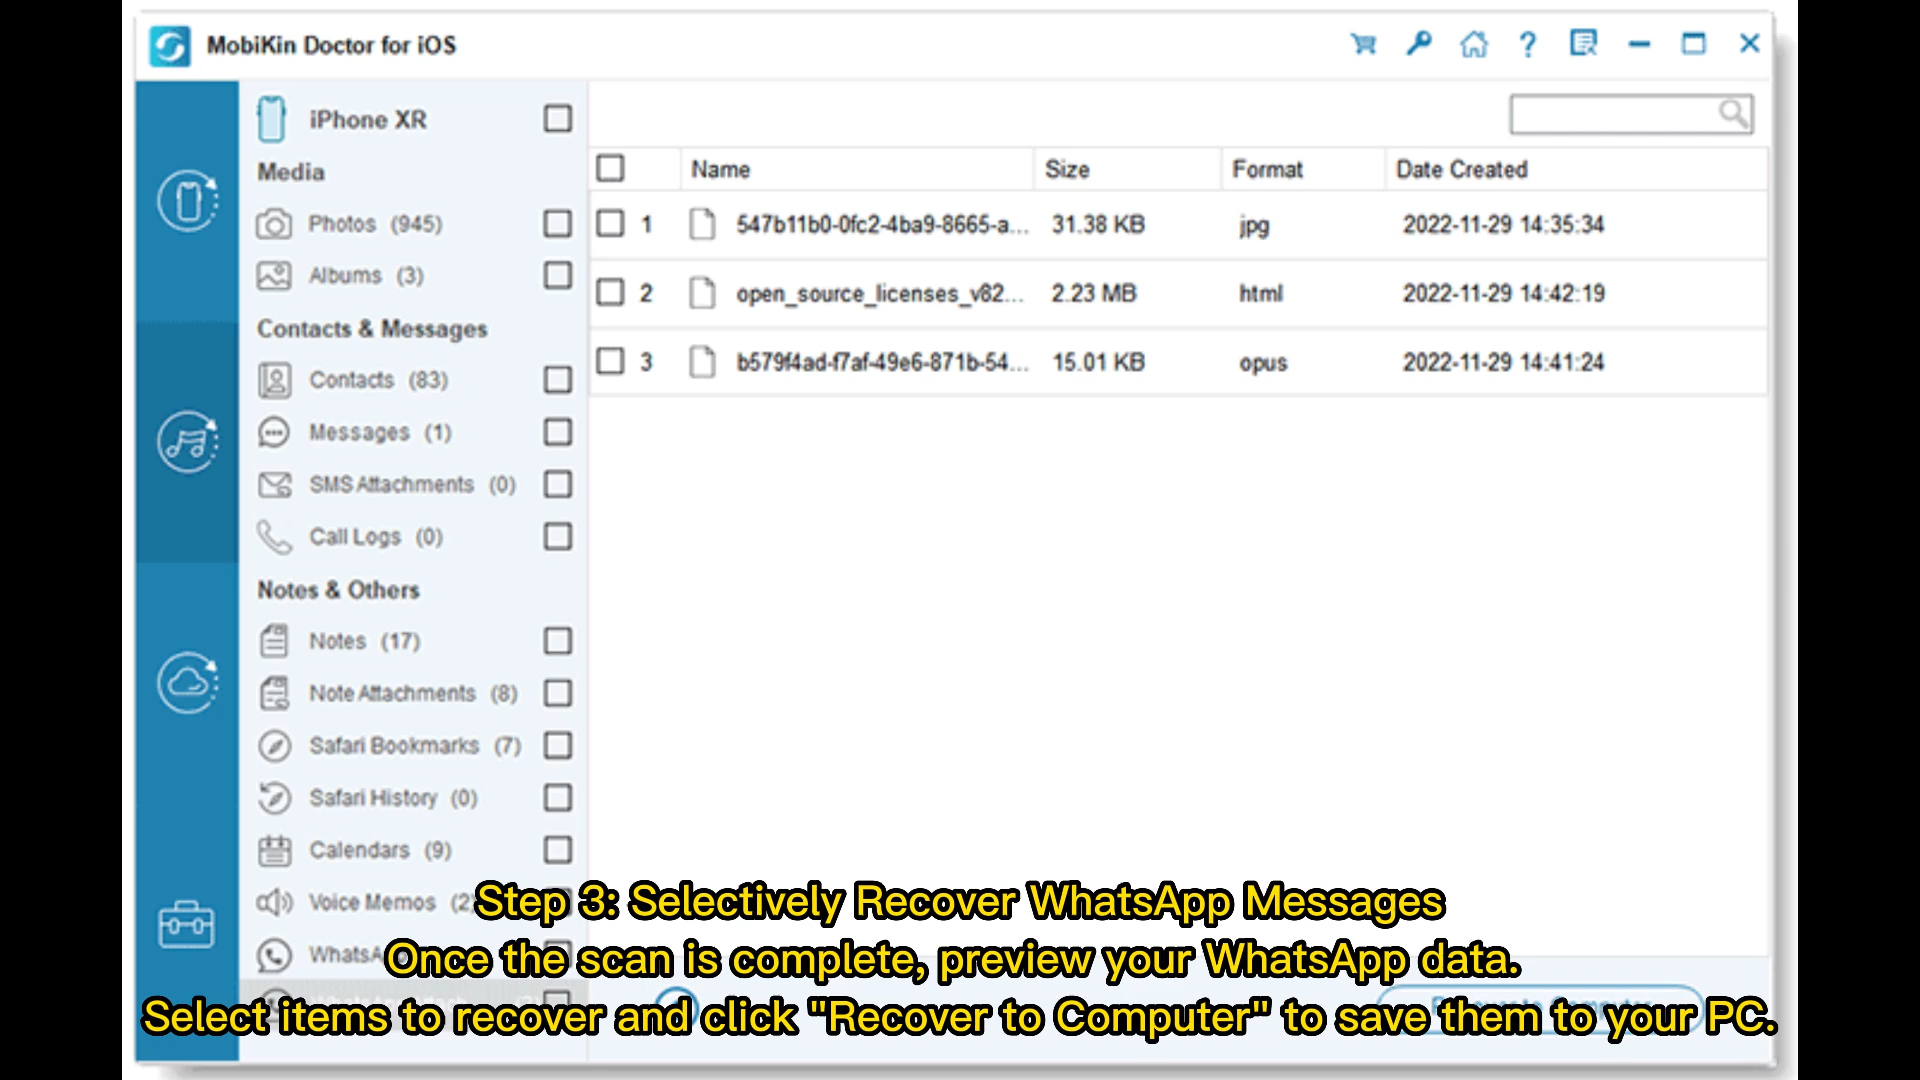 MobiKin Doctor for iOS
iPhone XR
Media
Photos (945)
Albums (3)
Contacts & Messages
Contacts (83)
Messages (1)
SMS Attachments (0)
Call Logs (0)
Notes & Others
Notes (17)
Note Attachments (8)
Safari Bookmarks (7)
Safari History (0)
Calendars (9)
Voice Memos (2
WhatsA
Name Size Format Date Created
1 547b11b0-0fc2-4ba9-8665-a... 31.38 KB jpg 2022-11-29 14:35:34
2 open_source_licenses_v82... 2.23 MB html 2022-11-29 14:42:19
3 b579f4ad-f7af-49e6-871b-54... 15.01 KB opus 2022-11-29 14:41:24
Step 3: Selectively Recover WhatsApp Messages
Once the scan is complete, preview your WhatsApp data.
Select items to recover and click "Recover to Computer" to save them to your PC.